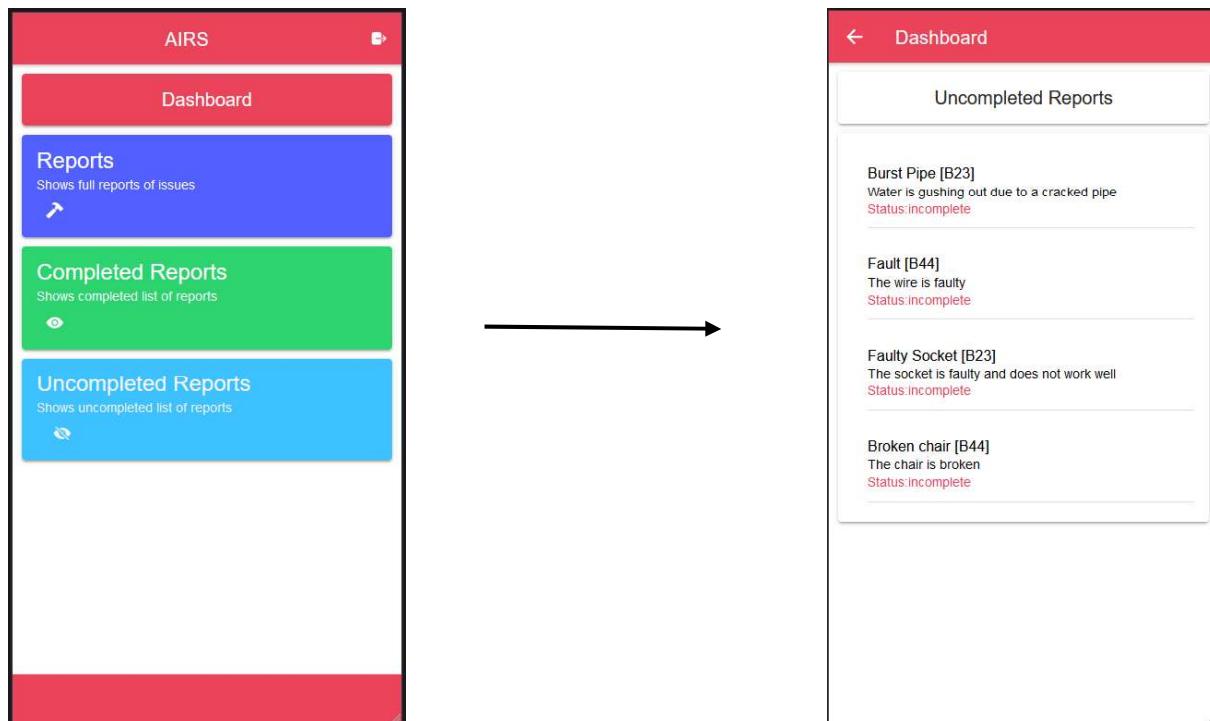 AIRS
Dashboard
Reports
Shows full reports of issues
Completed Reports
Shows completed list of reports
Uncompleted Reports
Shows uncompleted list of reports
Dashboard
Uncompleted Reports
Burst Pipe [B23]
Water is gushing out due to a cracked pipe
Status:incomplete
Fault [B44]
The wire is faulty
Status:incomplete
Faulty Socket [B23]
The socket is faulty and does not work well
Status:incomplete
Broken chair [B44]
The chair is broken
Status:incomplete